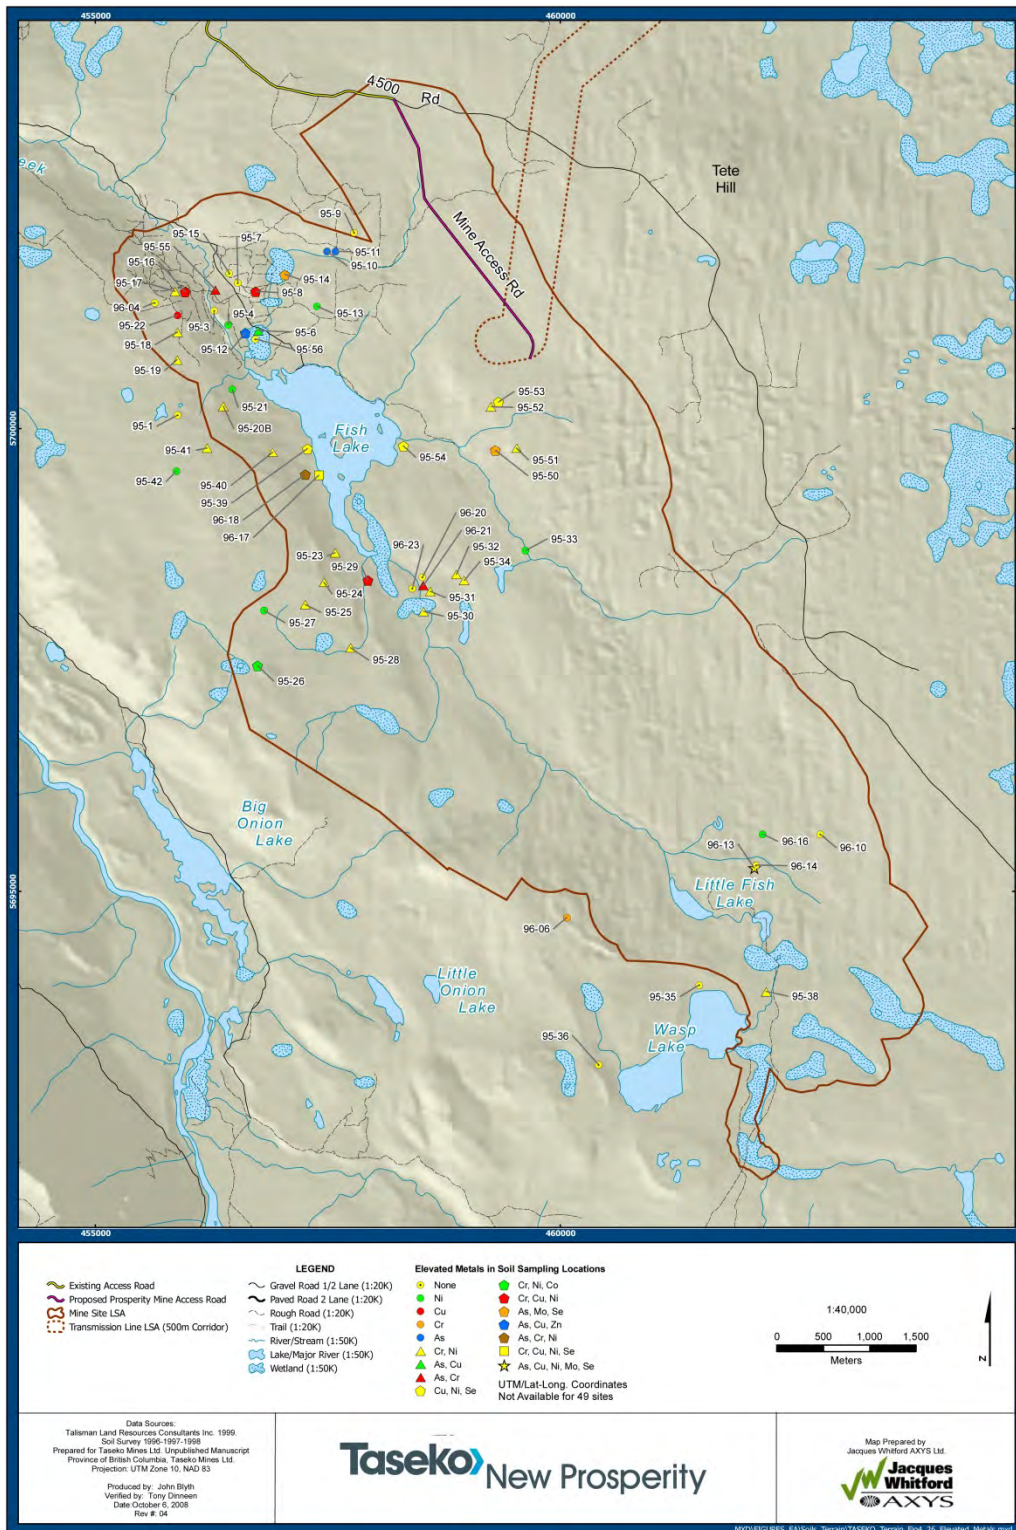 455000
460000
4500
Rd
Tete
Hill
eek
Mine Access Rd
95-9
95-15
95-7
95-55
95-11
95-16
95-10
95-17
95-14
95-8
96-04
95-4
95-13
95-22
95-3
95-6
95-18
95-12
95-56
95-19
95-53
95-21
95-52
95-1
95-20B
5700000
Fish
Lake
95-41
95-54
95-51
95-42
95-40
95-50
95-39
96-18
96-20
96-17
96-21
96-23
95-32
95-33
95-23
95-34
95-29
95-24
95-31
95-25
95-30
95-27
95-28
95-26
Big
Onion
Lake
96-13
96-16
96-10
96-14
Little Fish
Lake
5695000
96-06
Little
Onion
Lake
95-35
95-38
Wasp
Lake
95-36
455000
460000
LEGEND
Existing Access Road
Proposed Prosperity Mine Access Road
Mine Site LSA
Transmission Line LSA (500m Corridor)
Gravel Road 1/2 Lane (1:20K)
Paved Road 2 Lane (1:20K)
Rough Road (1:20K)
Trail (1:20K)
River/Stream (1:50K)
Lake/Major River (1:50K)
Wetland (1:50K)
Elevated Metals in Soil Sampling Locations
None
Ni
Cu
Cr
As
Cr, Ni
As, Cu
As, Cr
Cu, Ni, Se
Cr, Ni, Co
Cr, Cu, Ni
As, Mo, Se
As, Cu, Zn
As, Cr, Ni
Cr, Cu, Ni, Se
As, Cu, Ni, Mo, Se
UTM/Lat-Long. Coordinates
Not Available for 49 sites
1:40,000
0 500 1,000 1,500
Meters
N
Data Sources:
Talisman Land Resources Consultants Inc. 1999.
Soil Survey 1996-1997-1998
Prepared for Taseko Mines Ltd. Unpublished Manuscript
Province of British Columbia, Taseko Mines Ltd.
Projection: UTM Zone 10, NAD 83
Produced by: John Blyth
Verified by: Tony Dinneen
Date October 6, 2008
Rev #: 04
Taseko New Prosperity
Map Prepared by
Jacques Whitford AXYS Ltd.
Jacques
Whitford
AXYS